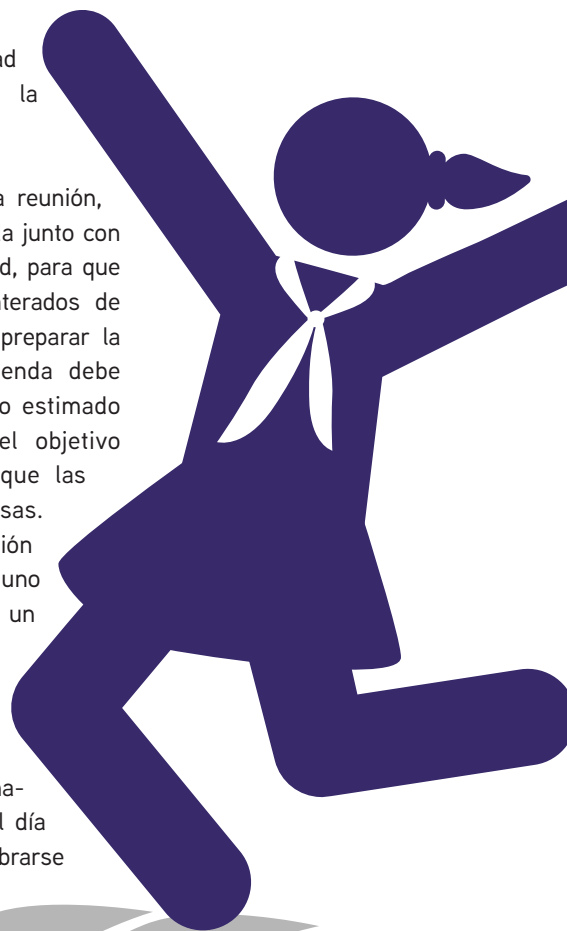 la
a reunión,
la junto con
d, para que
nterados de
preparar la
enda debe
o estimado
el objetivo
que las
sas.
ión
uno
un
na-
l día
brarse